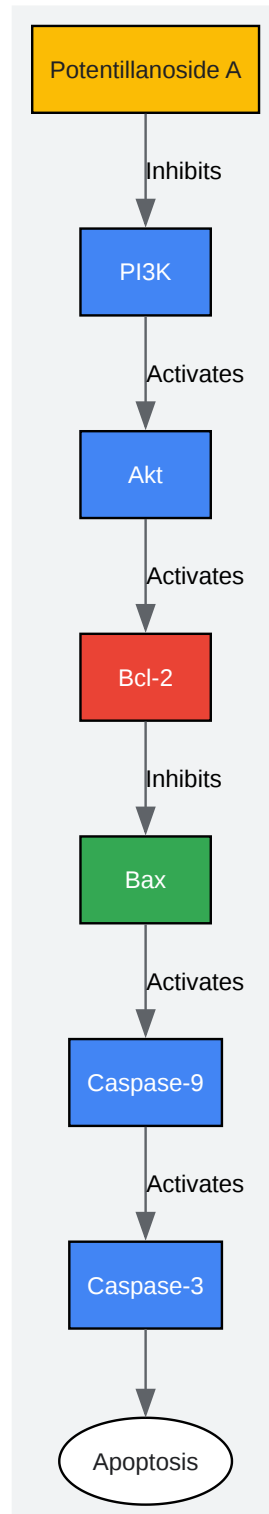 Potentillanoside A
Inhibits
PI3K
Activates
Akt
Activates
Bcl-2
Inhibits
Bax
Activates
Caspase-9
Activates
Caspase-3
Apoptosis